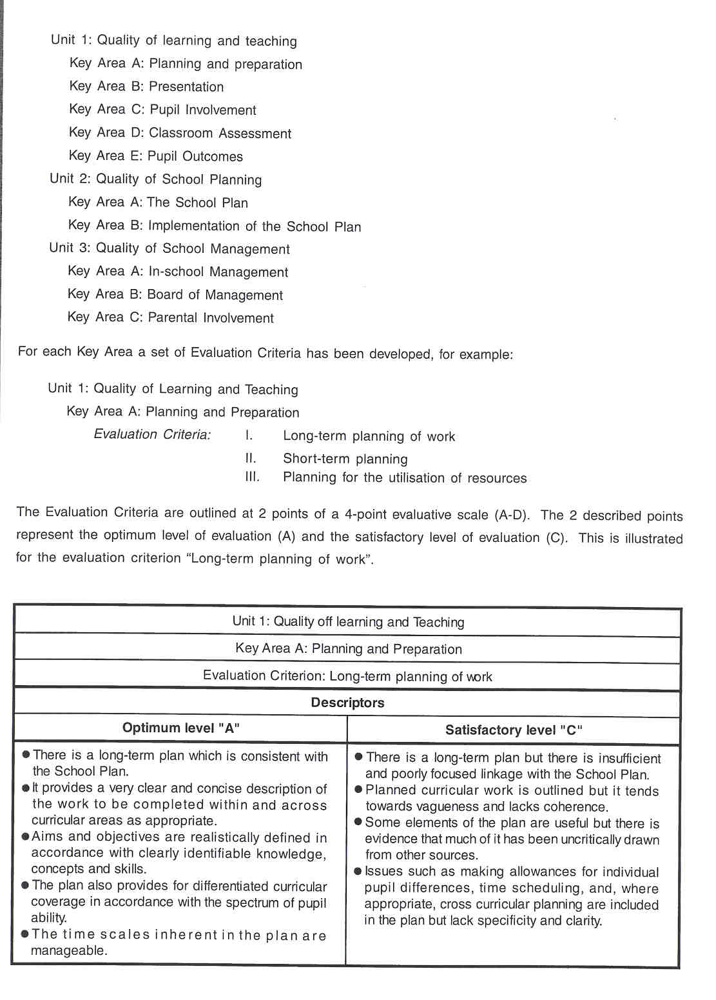 Unit 1: Quality of learning and teaching
Key Area A: Planning and preparation
Key Area B: Presentation
Key Area C: Pupil Involvement
Key Area D: Classroom Assessment
Key Area E: Pupil Outcomes
Unit 2: Quality of School Planning
Key Area A: The School Plan
Key Area B: Implementation of the School Plan
Unit 3: Quality of School Management
Key Area A: In-school Management
Key Area B: Board of Management
Key Area C: Parental Involvement
For each Key Area a set of Evaluation Criteria has been developed, for example:
Unit 1: Quality of Learning and Teaching
Key Area A: Planning and Preparation
Evaluation Criteria: I. Long-term planning of work
II. Short-term planning
III. Planning for the utilisation of resources
The Evaluation Criteria are outlined at 2 points of a 4-point evaluative scale (A-D). The 2 described points
represent the optimum level of evaluation (A) and the satisfactory level of evaluation (C). This is illustrated
for the evaluation criterion “Long-term planning of work”.
Unit 1: Quality off learning and Teaching
Key Area A: Planning and Preparation
Evaluation Criterion: Long-term planning of work
Descriptors
Optimum level "A"
● There is a long-term plan which is consistent with
the School Plan.
● It provides a very clear and concise description of
the work to be completed within and across
curricular areas as appropriate.
● Aims and objectives are realistically defined in
accordance with clearly identifiable knowledge,
concepts and skills.
● The plan also provides for differentiated curricular
coverage in accordance with the spectrum of pupil
ability.
● The time scales inherent in the plan are
manageable.
Satisfactory level "C"
● There is a long-term plan but there is insufficient
and poorly focused linkage with the School Plan.
● Planned curricular work is outlined but it tends
towards vagueness and lacks coherence.
● Some elements of the plan are useful but there is
evidence that much of it has been uncritically drawn
from other sources.
● Issues such as making allowances for individual
pupil differences, time scheduling, and, where
appropriate, cross curricular planning are included
in the plan but lack specificity and clarity.